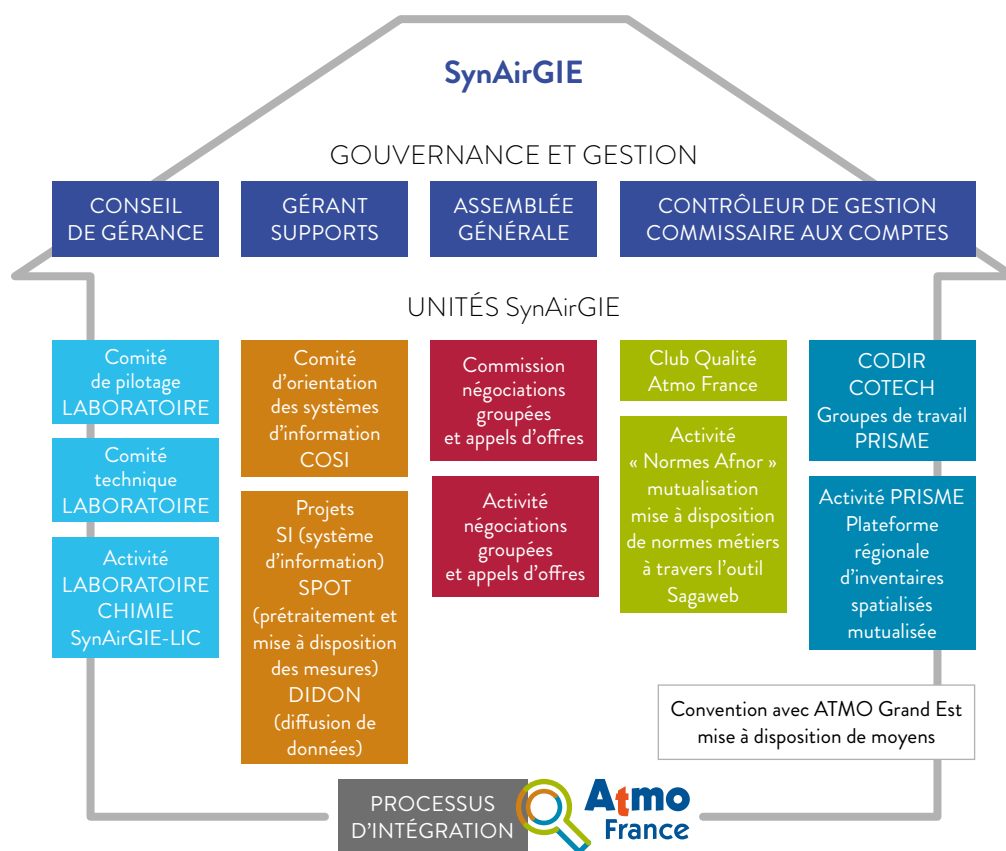 SynAirGIE
GOUVERNANCE ET GESTION
CONSEIL
DE GÉRANCE
GÉRANT
SUPPORTS
ASSEMBLÉE
GÉNÉRALE
CONTRÔLEUR DE GESTION
COMMISSAIRE AUX COMPTES
UNITÉS SynAirGIE
Comité
de pilotage
LABORATOIRE
Comité
technique
LABORATOIRE
Activité
LABORATOIRE
CHIMIE
SynAirGIE-LIC
Comité
d'orientation
des systèmes
d'information
COSI
Projets
SI (système
d'information)
SPOT
(prétraitement et
mise à disposition
des mesures)
DIDON
(diffusion de
données)
Commission
négociations
groupées
et appels d'offres
Activité
négociations
groupées
et appels d'offres
Club Qualité
Atmo France
Activité
« Normes Afnor »
mutualisation
mise à disposition
de normes métiers
à travers l'outil
Sagaweb
CODIR
COTECH
Groupes de travail
PRISME
Activité PRISME
Plateforme
régionale
d'inventaires
spatialisés
mutualisée
Convention avec ATMO Grand Est
mise à disposition de moyens
PROCESSUS
D'INTÉGRATION
Atmo
France